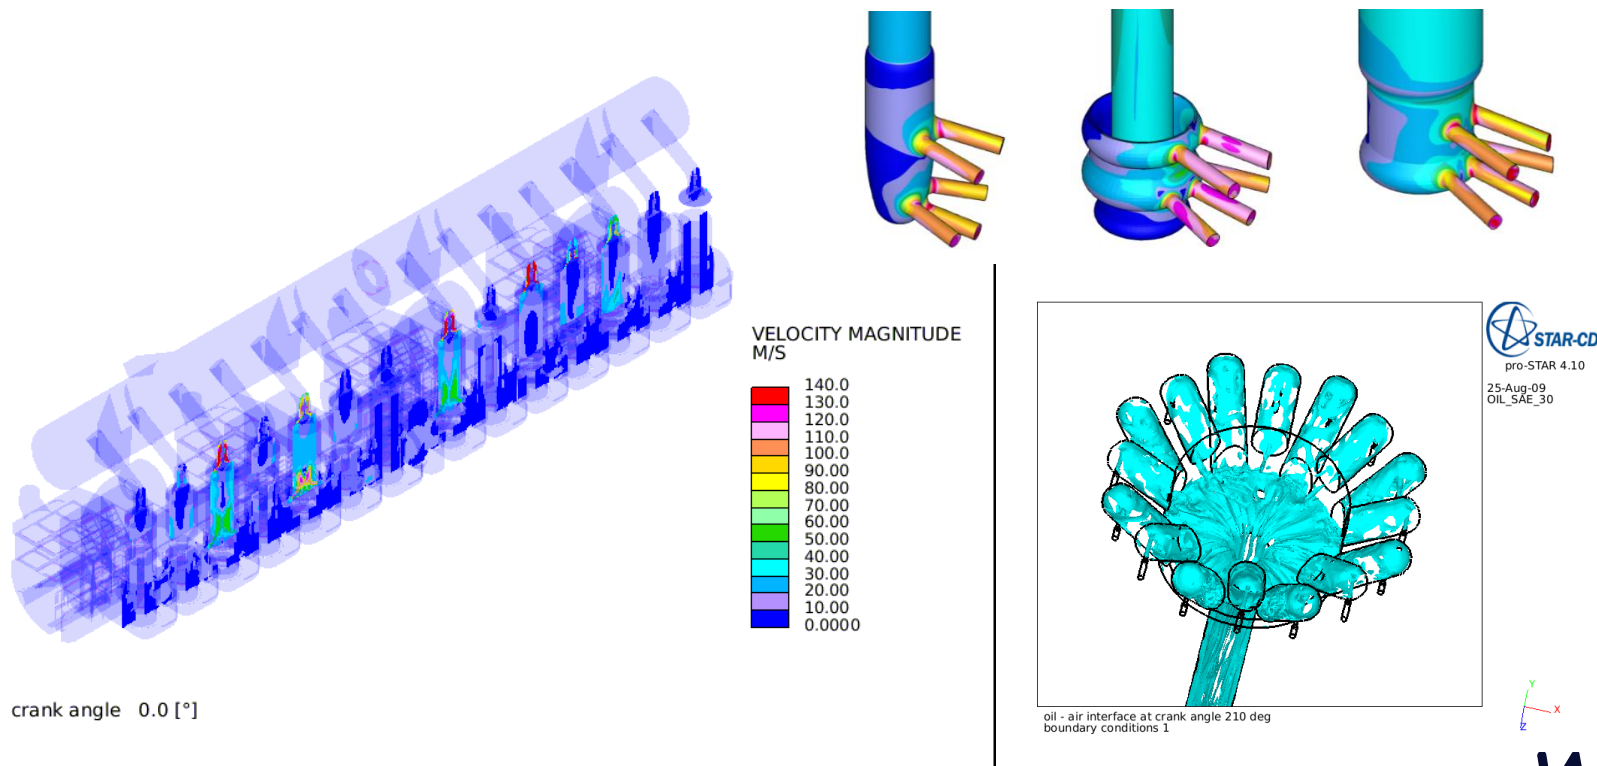 VELOCITY MAGNITUDE
M/S
140.0
130.0
120.0
110.0
100.0
90.00
80.00
70.00
60.00
50.00
40.00
30.00
20.00
10.00
0.0000
crank angle 0.0 [°]
STAR-CD
pro-STAR 4.10
25-Aug-09
OIL_SAE_30
Y
X
Z
oil - air interface at crank angle 210 deg
boundary conditions 1